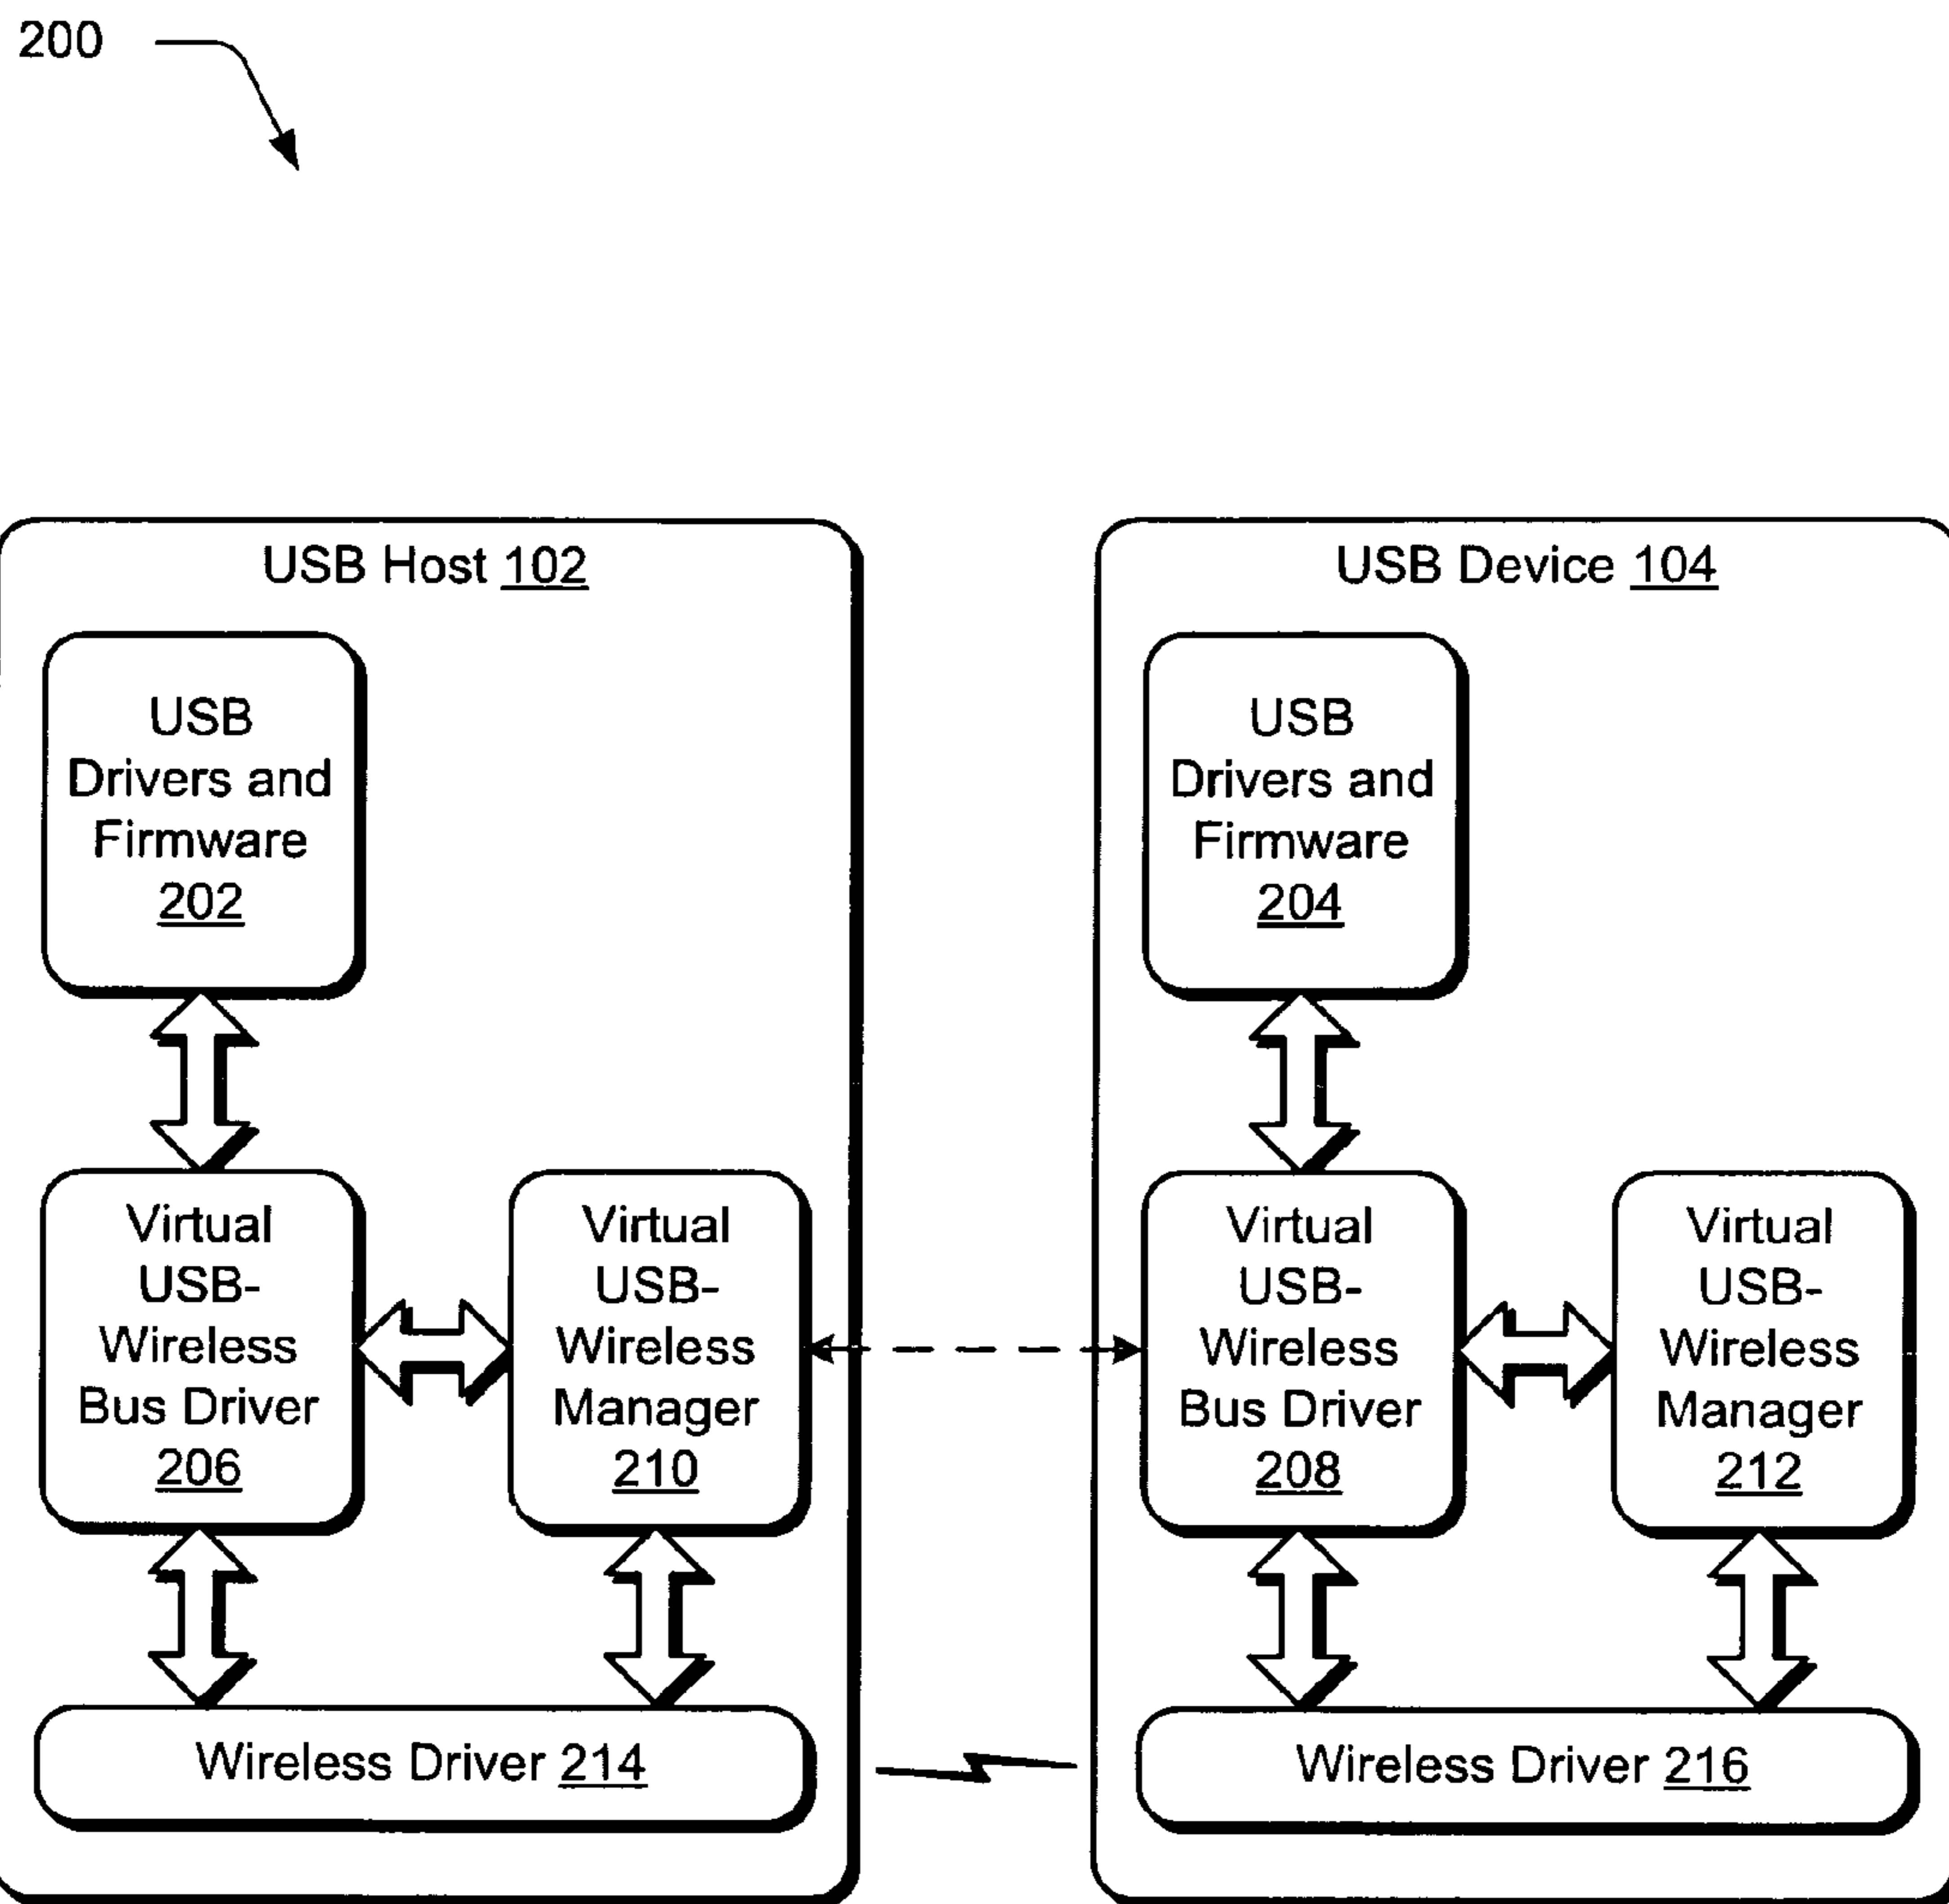 200
USB Host 102
USB
Drivers and
Firmware
202
Virtual
USB-
Wireless
Bus Driver
206
Virtual
USB-
Wireless
Manager
210
Wireless Driver 214
USB Device 104
USB
Drivers and
Firmware
204
Virtual
USB-
Wireless
Bus Driver
208
Virtual
USB-
Wireless
Manager
212
Wireless Driver 216